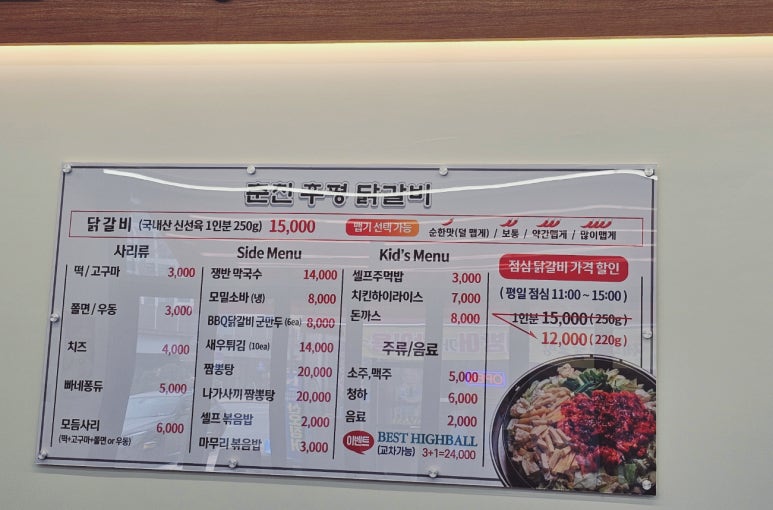 춘천 후평 닭갈비
닭갈비 (국내산 신선육 1인분 250g) 15,000 맵기 선택 가능 순한맛(덜 맵게) / 보통 / 약간맵게 / 많이맵게
사리류
떡/고구마 3,000
쫄면/우동 3,000
치즈 4,000
빠네퐁듀 5,000
모듬사리 6,000
(떡+고구마+쫄면 or 우동)
Side Menu
쟁반 막국수 14,000
모밀소바 (냉) 8,000
BBQ닭갈비 군만두 (6ea) 8,000
새우튀김 (10ea) 14,000
짬뽕탕 20,000
나가사끼 짬뽕탕 20,000
셀프 볶음밥 2,000
마무리 볶음밥 3,000
Kid's Menu
셀프주먹밥 3,000
치킨하이라이스 7,000
돈까스 8,000
주류/음료
소주,맥주 5,000
청하 6,000
음료 2,000
이벤트 BEST HIGHBALL
(교차가능) 3+1=24,000
점심 닭갈비 가격 할인
(평일 점심 11:00 ~ 15:00)
1인분 15,000 (250g)
12,000 (220g)